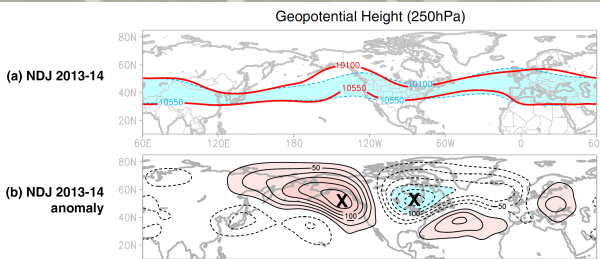 Geopotential Height (250hPa)
(a) NDJ 2013-14
80N
60N
40N
20N
10100
10100
10550
10550
10550
60E 120E 180 120W 60W 0 60
(b) NDJ 2013-14
anomaly
80N
60N
40N
20N
50
100
X
X
100
50